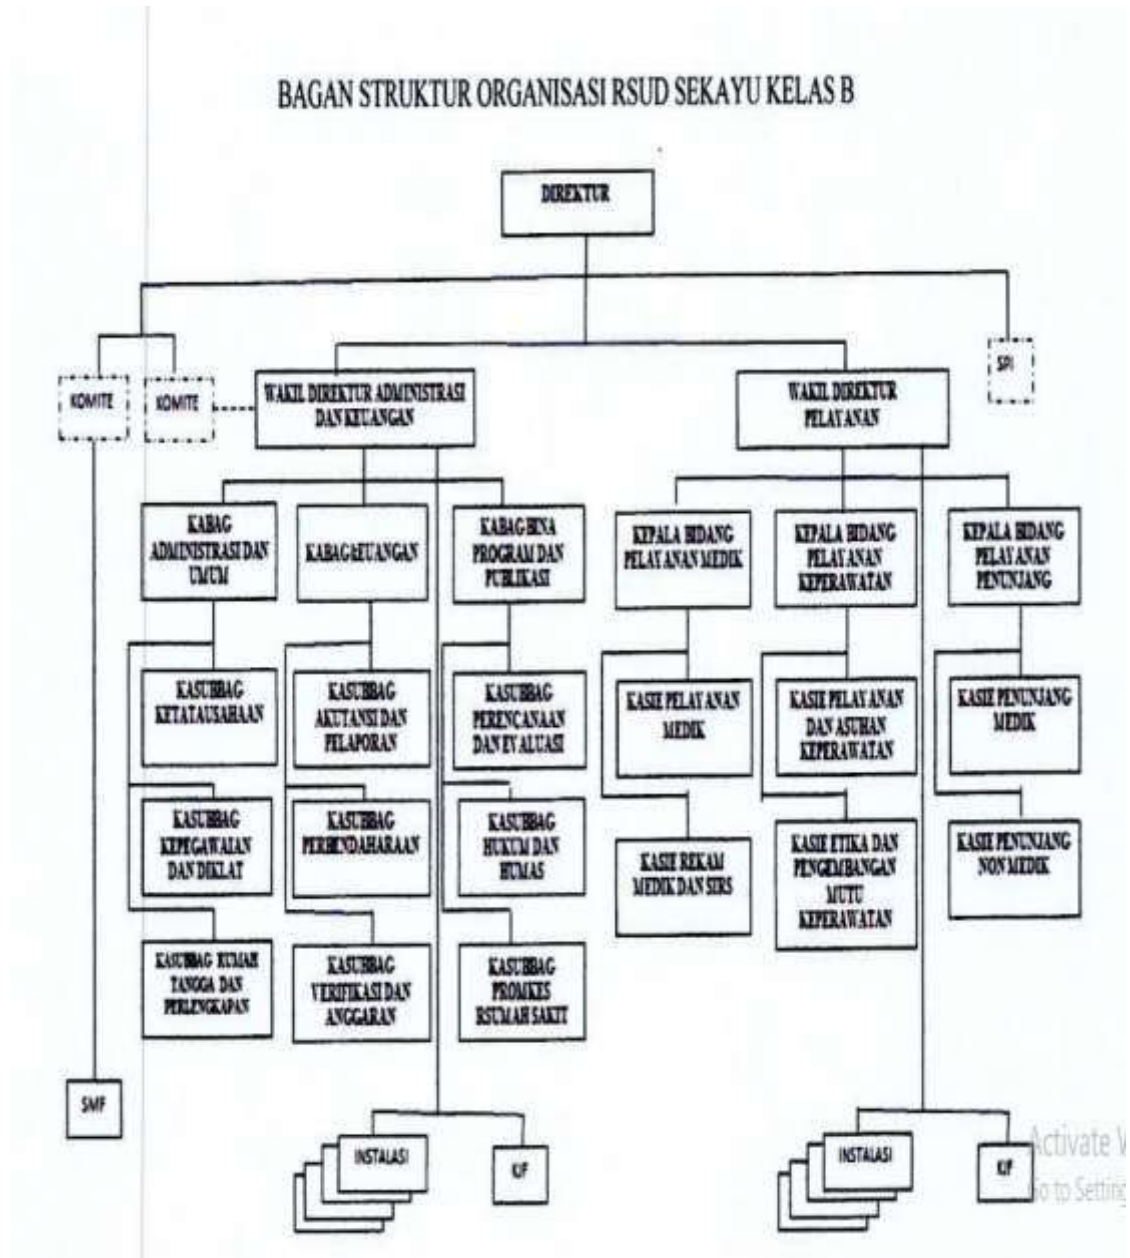 BAGAN STRUKTUR ORGANISASI RSUD SEKAYU KELAS B
DIREKTUR
KOMITE
KOMITE
WAKIL DIREKTUR ADMINISTRASI
DAN KEUANGAN
WAKIL DIREKTUR
PELAYANAN
SPI
KABAG
ADMINISTRASI DAN
UMUM
KABAG KEUANGAN
KABAG BINA
PROGRAM DAN
PUBLIKASI
KEPALA BIDANG
PELAYANAN MEDIK
KEPALA BIDANG
PELAYANAN
KEPERAWATAN
KEPALA BIDANG
PELAYANAN
PENUNJANG
KASUBBAG
KETATAUSAHAAN
KASUBBAG
AKUTANSI DAN
PELAPORAN
KASUBBAG
PERENCANAAN
DAN EVALUASI
KASIE PELAYANAN
MEDIK
KASIE PELAYANAN
DAN ASUHAN
KEPERAWATAN
KASIE PENUNJANG
MEDIK
KASUBBAG
KEPEGAWAIAN
DAN DIKLAT
KASUBBAG
PERBENDAHARAAN
KASUBBAG
HUKUM DAN
HUMAS
KASIE REKAM
MEDIK DAN SIRS
KASIE ETIKA DAN
PENGEMBANGAN
MUTU
KEPERAWATAN
KASIE PENUNJANG
NON MEDIK
KASUBBAG RUMAH
TANGGA DAN
PERLENGKAPAN
KASUBBAG
VERIFIKASI DAN
ANGGARAN
KASUBBAG
PROMKES
RSUMAH SAKIT
SMF
INSTALASI
KJF
INSTALASI
KJF
Activate W
Go to Setting